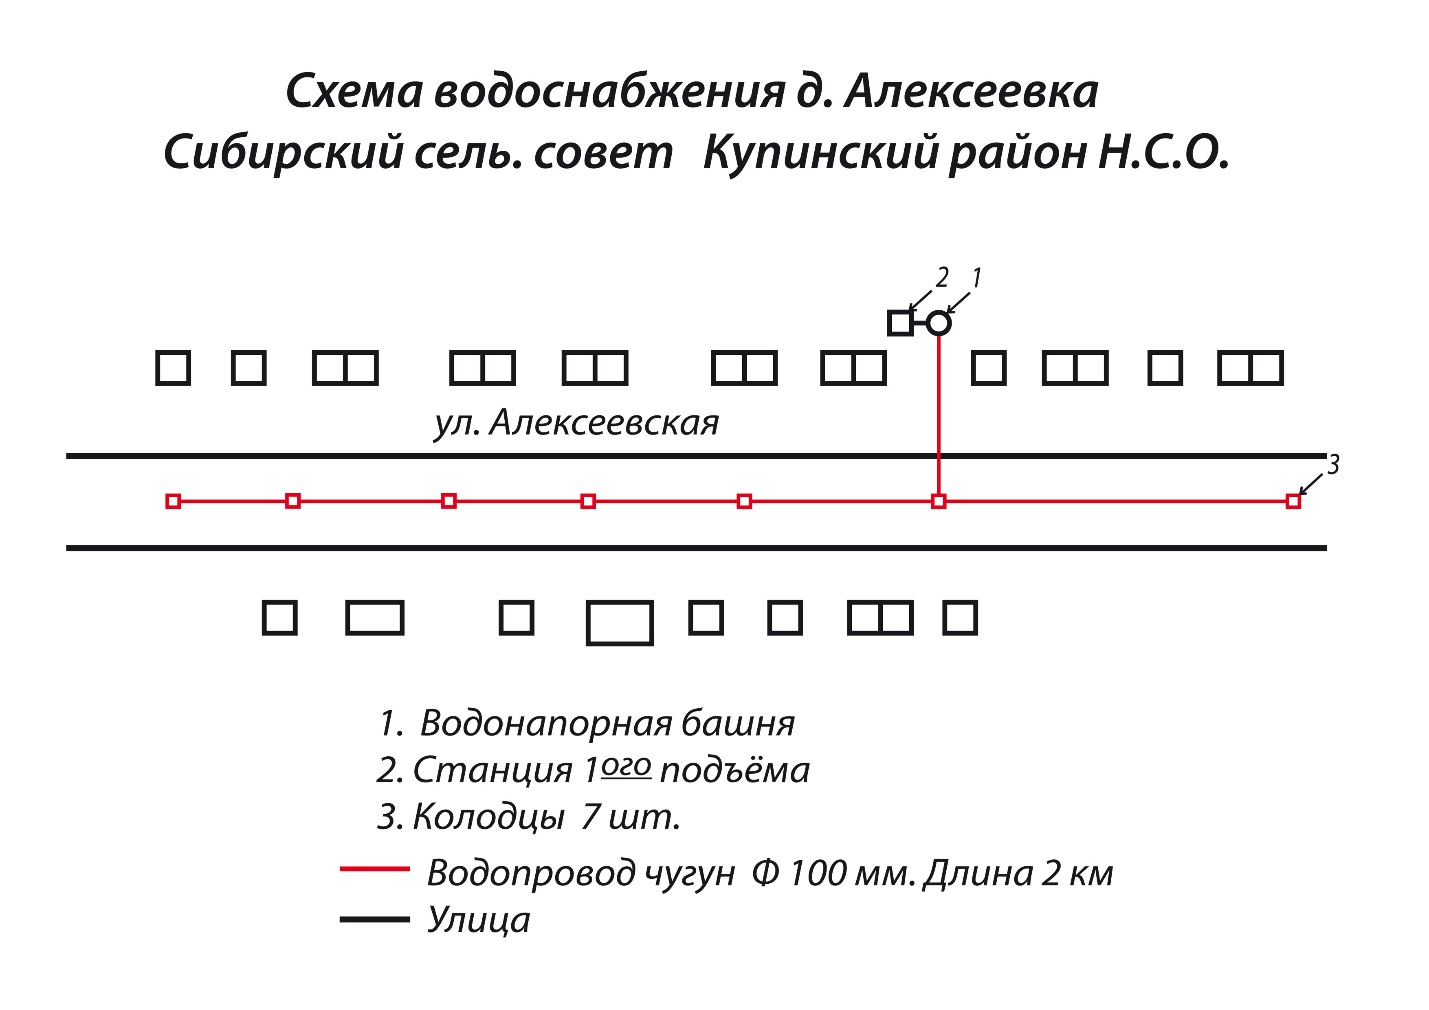 Схема водоснабжения д. Алексеевка
Сибирский сель. совет Купинский район Н.С.О.
2 1
ул. Алексеевская
3
1. Водонапорная башня
2. Станция 1ого подъёма
3. Колодцы 7 шт.
Водопровод чугун Ф 100 мм. Длина 2 км
Улица